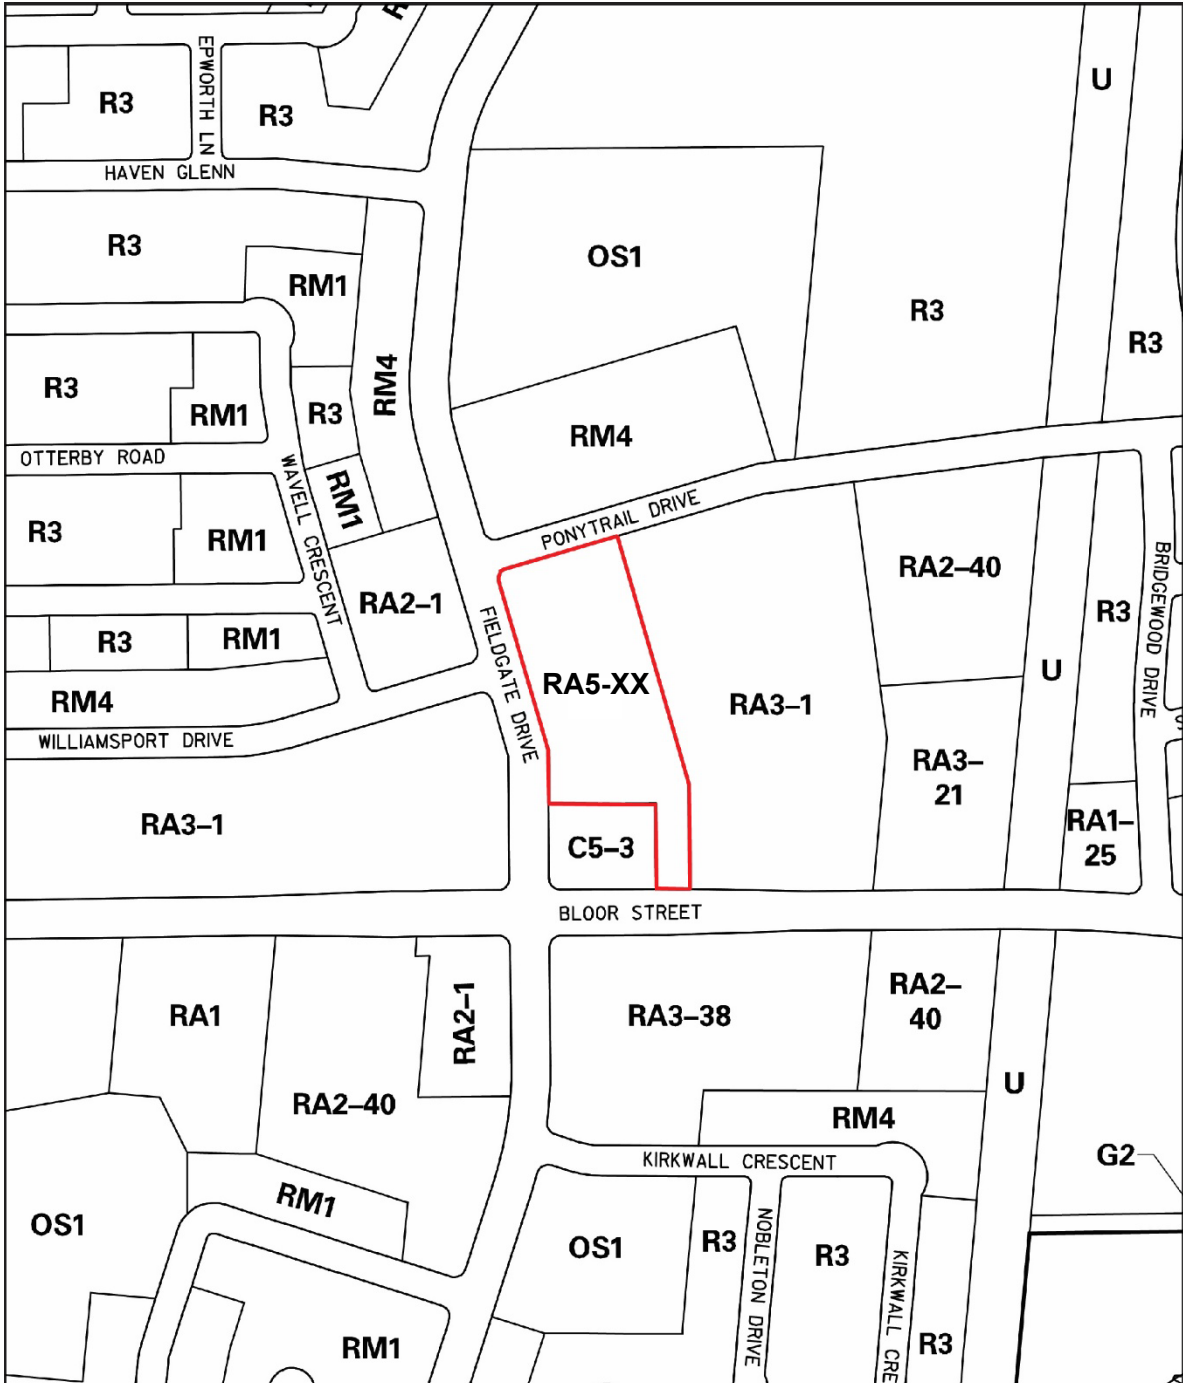 U
R3
EPWORTH LN
R3
HAVEN GLENN
R3
OS1
RM1
R3
R3
RM4
R3
RM1
R3
RM4
OTTERBY ROAD
WAVELL CRESCENT
RM1
PONYTRAIL DRIVE
R3
RM1
RA2–40
BRIDGEWOOD DRIVE
RA2–1
FIELDGATE DRIVE
R3
R3
RM1
U
RA5-XX
RM4
RA3–1
WILLIAMSPORT DRIVE
RA3–
21
RA3–1
RA1–
25
C5–3
BLOOR STREET
RA1
RA2–1
RA3–38
RA2–
40
U
RA2–40
RM4
KIRKWALL CRESCENT
G2
RM1
OS1
OS1
R3
NOBLETON DRIVE
R3
KIRKWALL CRE
RM1
R3